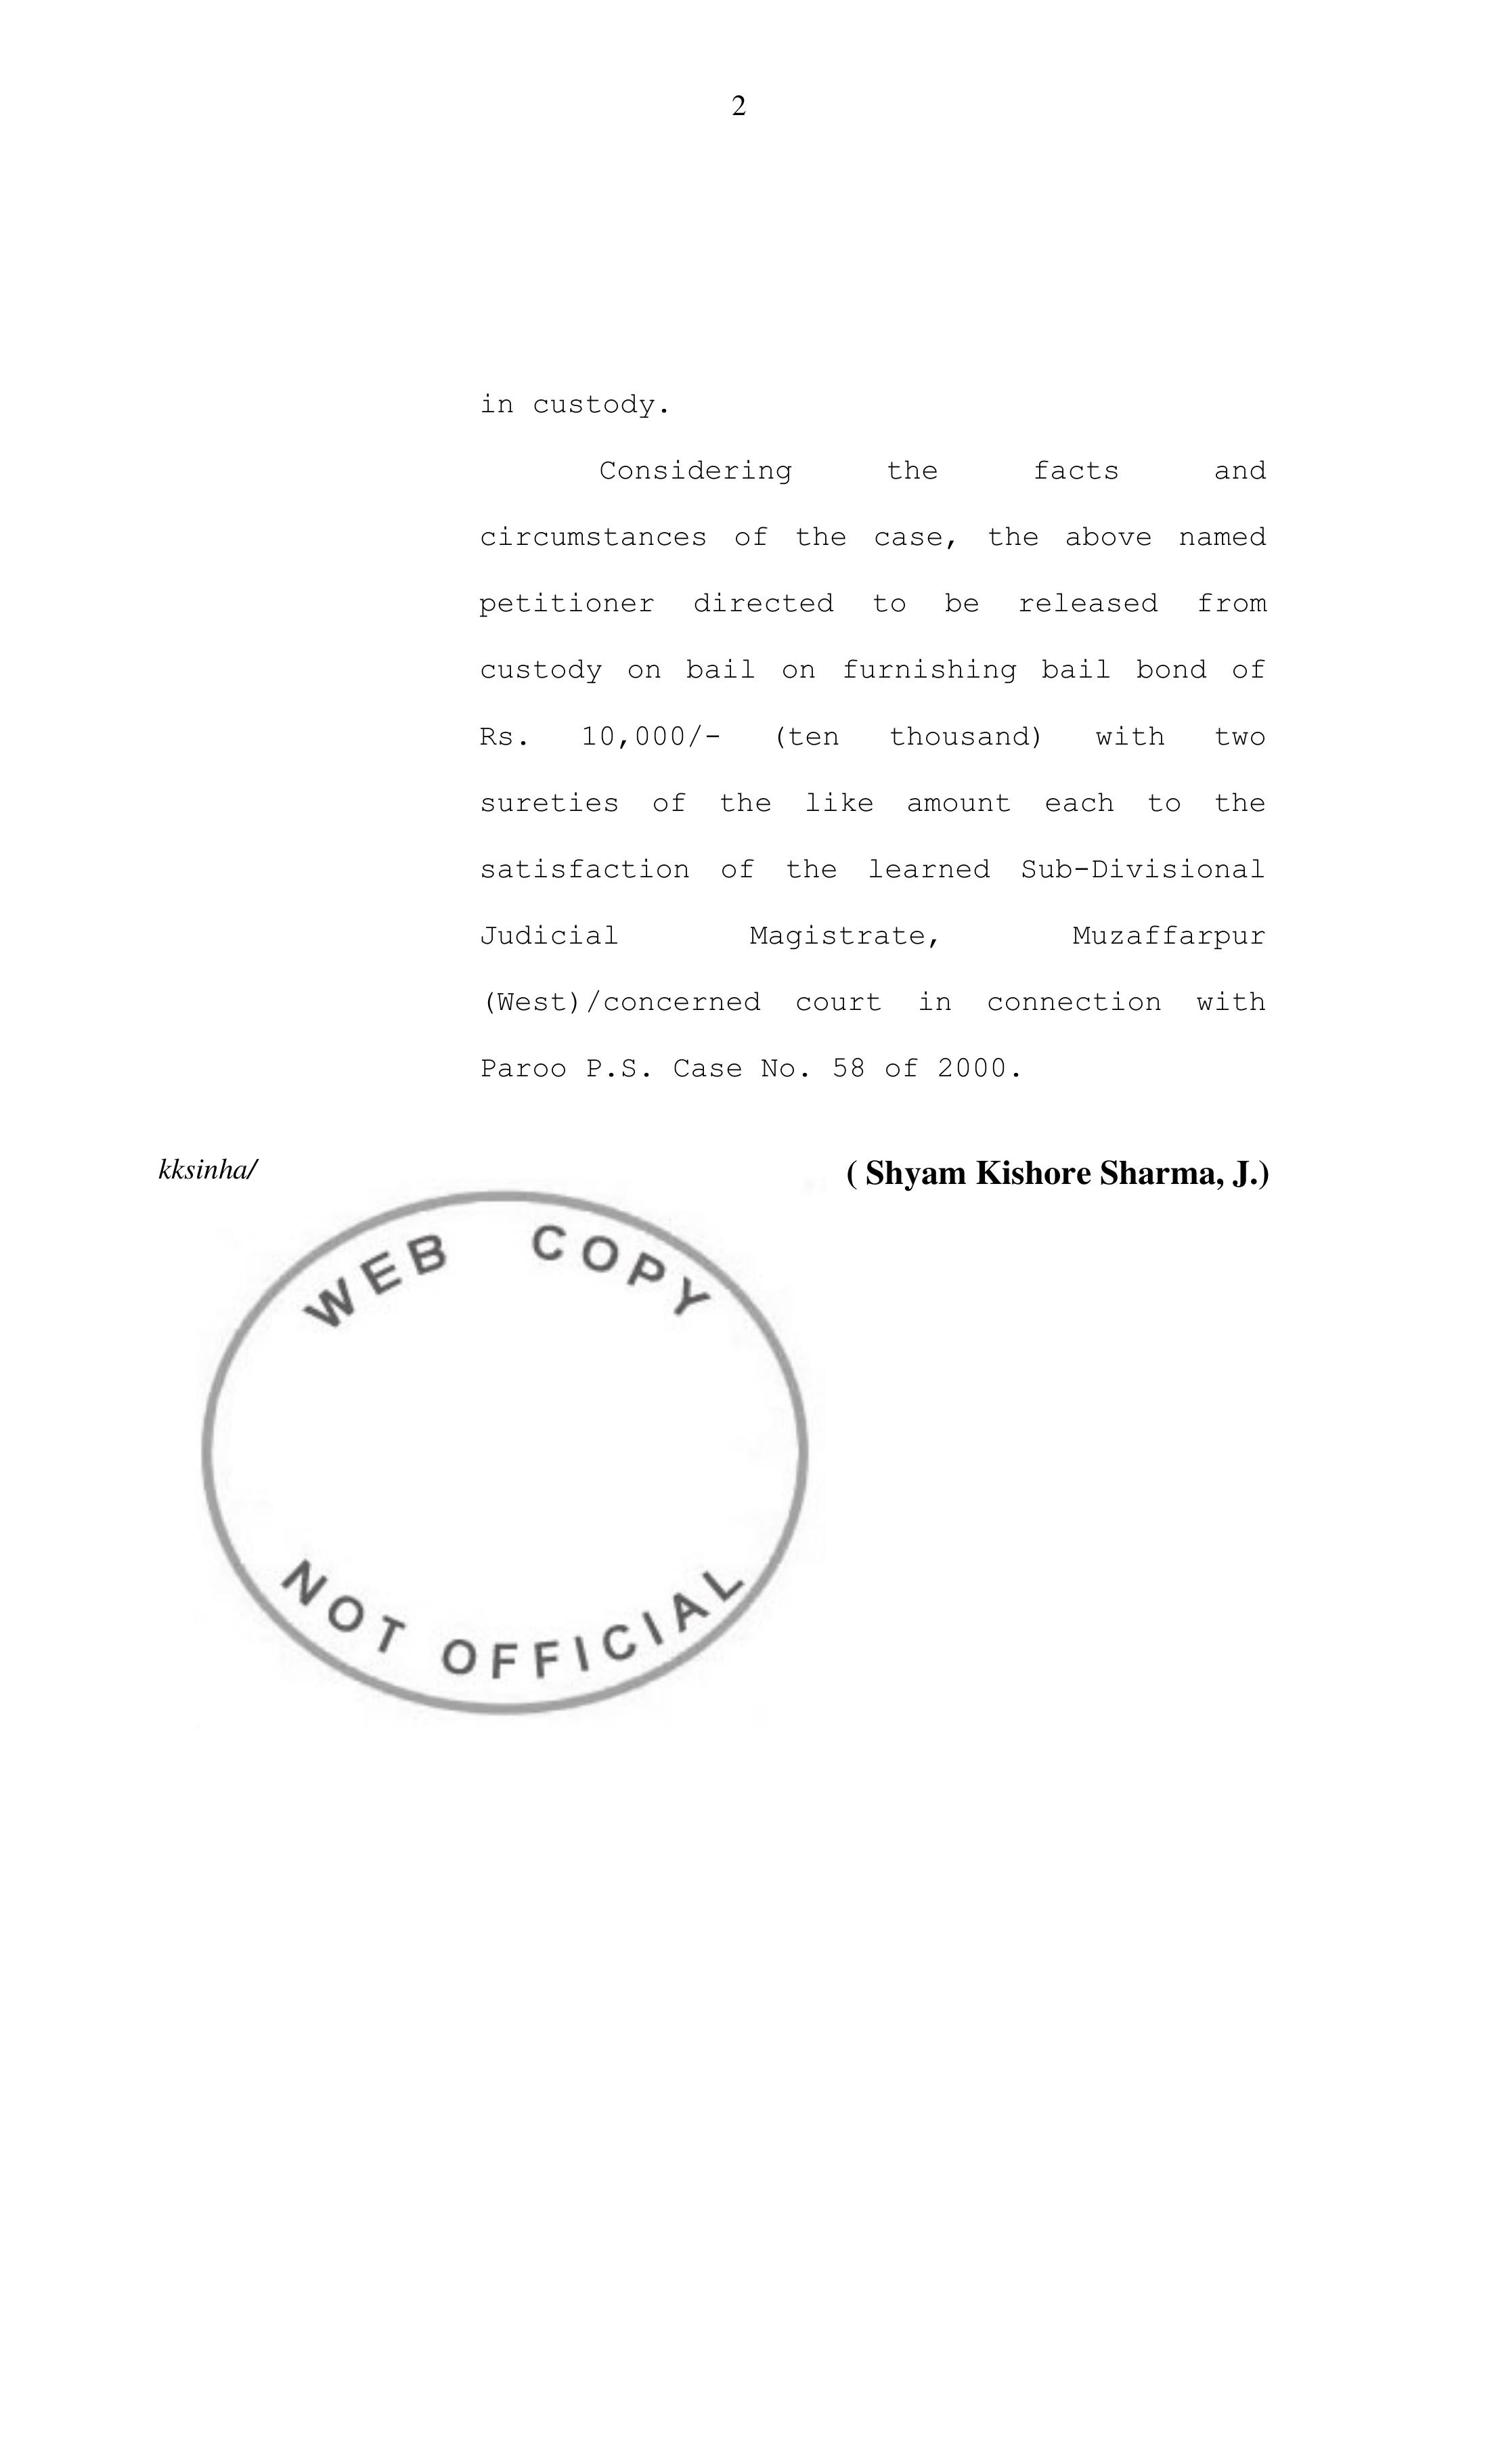 2
in custody.
Considering the facts and
circumstances of the case, the above named
petitioner directed to be released from
custody on bail on furnishing bail bond of
Rs. 10,000/- (ten thousand) with two
sureties of the like amount each to the
satisfaction of the learned Sub-Divisional
Judicial Magistrate, Muzaffarpur
(West)/concerned court in connection with
Paroo P.S. Case No. 58 of 2000.
kksinha/ ( Shyam Kishore Sharma, J.)
WEB COPY
NOT OFFICIAL